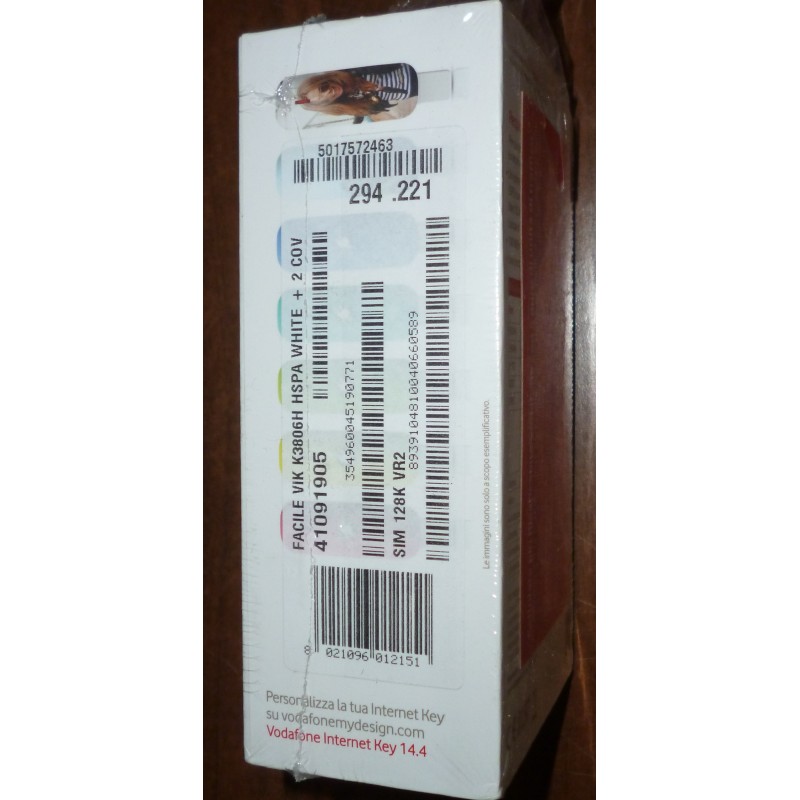 5017572463
294 .221
FACILE VIK K3806H HSPA WHITE + 2 COV
41091905
354960045190771
SIM 128K VR2
8939104810040660589
8 021096 012151
Le immagini sono solo a scopo esemplificativo.
Personalizza la tua Internet Key
su vodafonemydesign.com
Vodafone Internet Key 14.4